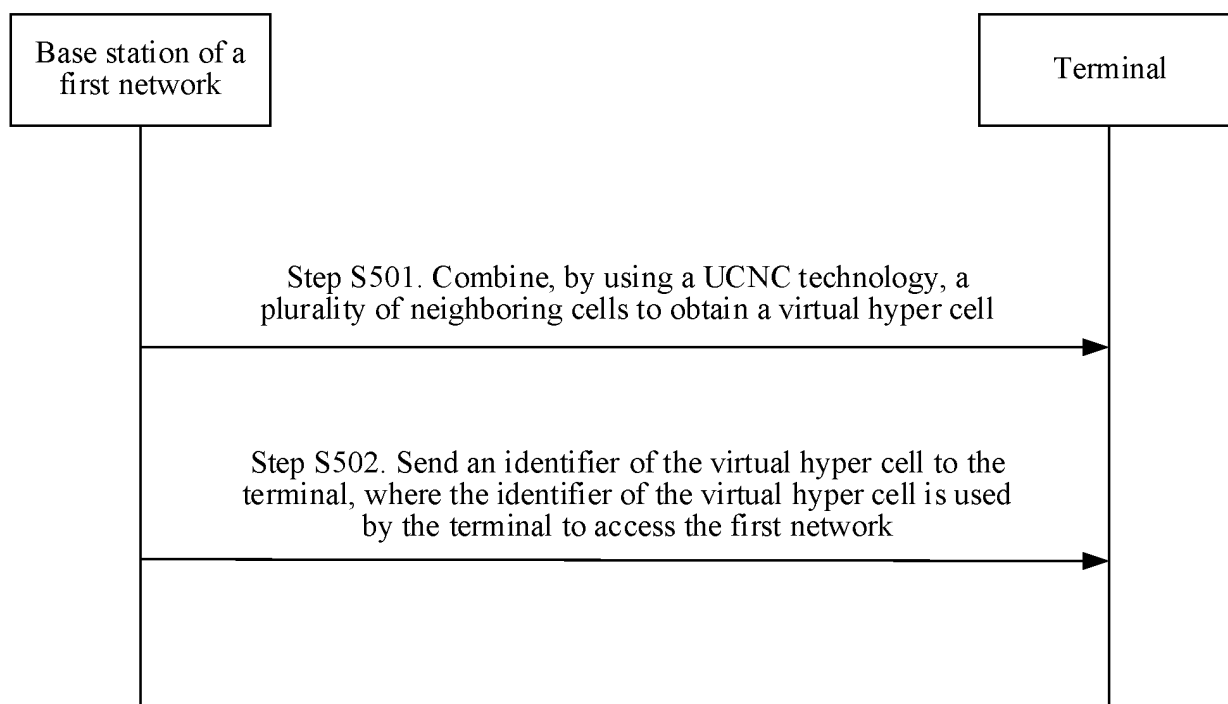 Base station of a
first network
Terminal
Step S501. Combine, by using a UCNC technology, a
plurality of neighboring cells to obtain a virtual hyper cell
Step S502. Send an identifier of the virtual hyper cell to the
terminal, where the identifier of the virtual hyper cell is used
by the terminal to access the first network